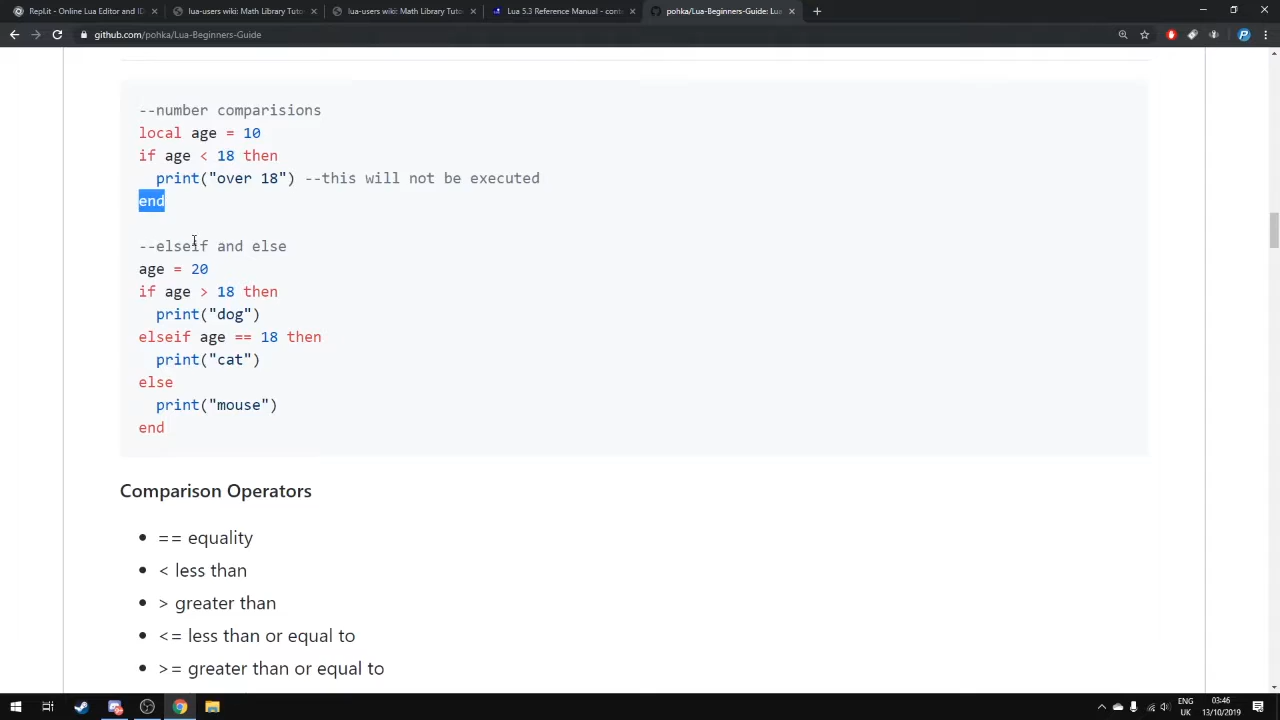 Repl.it - Online Lua Editor and ID
lua-users wiki: Math Library Tutor
lua-users wiki: Math Library Tutor
Lua 5.3 Reference Manual - conte
pohka/Lua-Beginners-Guide: Lua
github.com/pohka/Lua-Beginners-Guide
--number comparisions
local age = 10
if age < 18 then
print("over 18") --this will not be executed
end
--elseif and else
age = 20
if age > 18 then
print("dog")
elseif age == 18 then
print("cat")
else
print("mouse")
end
Comparison Operators
• == equality
• < less than
• > greater than
• <= less than or equal to
• >= greater than or equal to
ENG
UK
03:46
13/10/2019